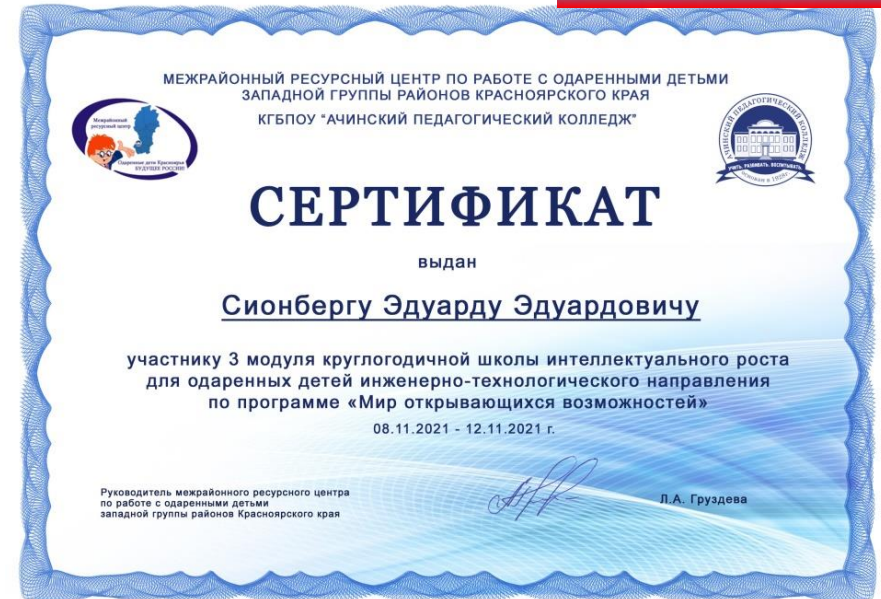 МЕЖРАЙОННЫЙ РЕСУРСНЫЙ ЦЕНТР ПО РАБОТЕ С ОДАРЕННЫМИ ДЕТЬМИ
ЗАПАДНОЙ ГРУППЫ РАЙОНОВ КРАСНОЯРСКОГО КРАЯ
КГБПОУ "АЧИНСКИЙ ПЕДАГОГИЧЕСКИЙ КОЛЛЕДЖ"
Межрайонный
ресурсный центр
Одаренные дети Красноярья
БУДУЩЕЕ РОССИИ
АЧИНСКИЙ ПЕДАГОГИЧЕСКИЙ КОЛЛЕДЖ
УЧИТЬ. РАЗВИВАТЬ. ВОСПИТЫВАТЬ.
основан в 1929г.
СЕРТИФИКАТ
выдан
Сионбергу Эдуарду Эдуардовичу
участнику 3 модуля круглогодичной школы интеллектуального роста
для одаренных детей инженерно-технологического направления
по программе «Мир открывающихся возможностей»
08.11.2021 - 12.11.2021 г.
Руководитель межрайонного ресурсного центра
по работе с одаренными детьми
западной группы районов Красноярского края
Л.А. Груздева